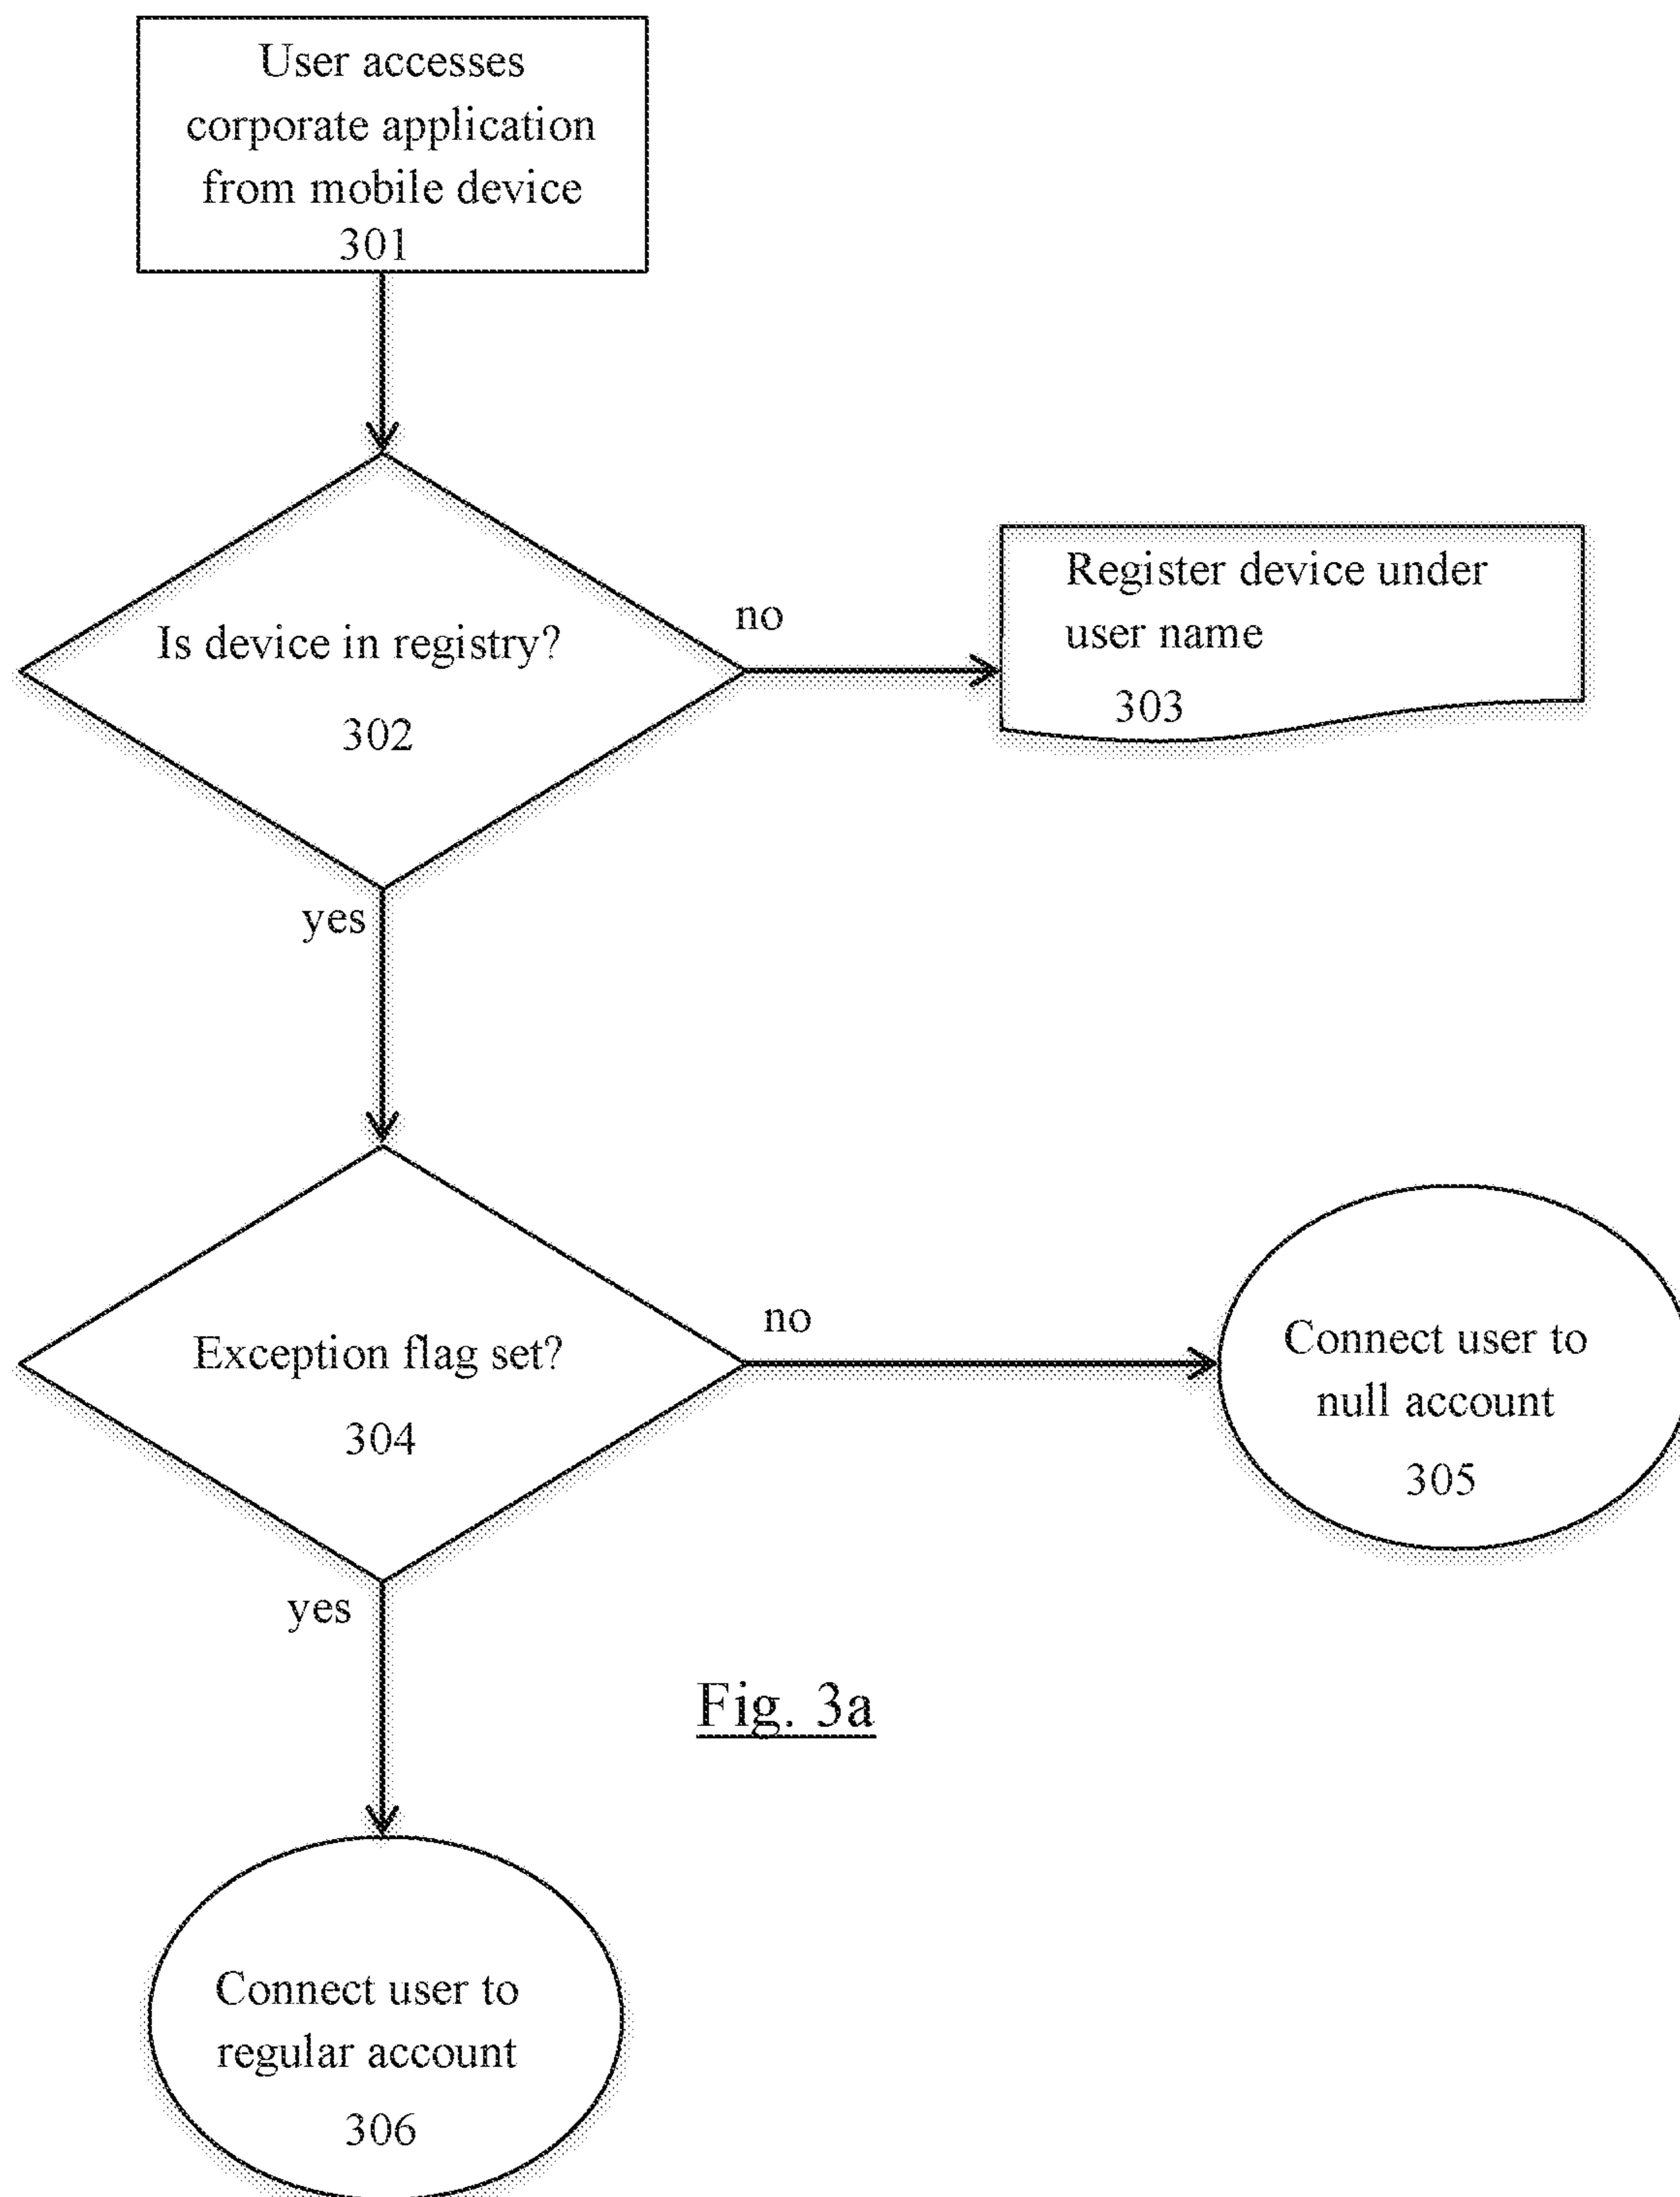 User accesses
corporate application
from mobile device
301
Is device in registry?
302
no
Register device under
user name
303
yes
Exception flag set?
304
no
Connect user to
null account
305
yes
Fig. 3a
Connect user to
regular account
306